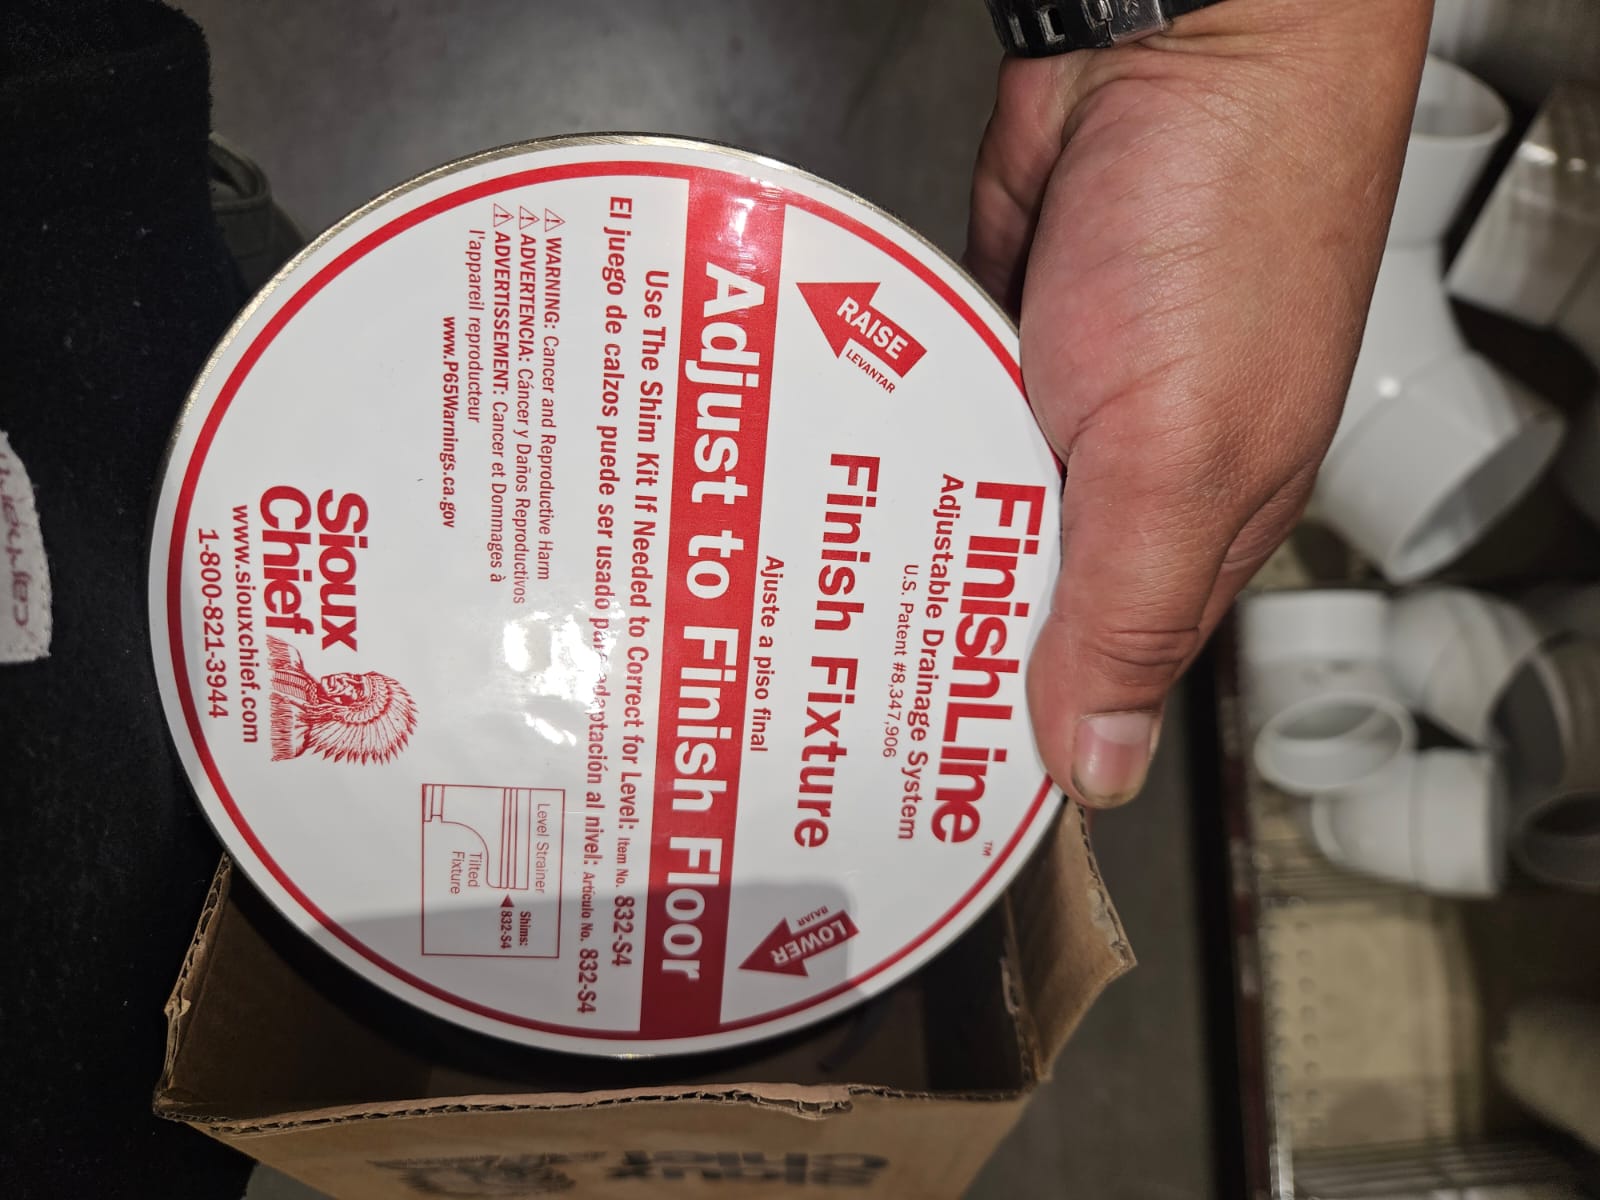 FinishLine™
Adjustable Drainage System
U.S. Patent #8,347,906
Finish Fixture
RAISE
LEVANTAR
LOWER
BAJAR
Ajuste a piso final
Adjust to Finish Floor
Use The Shim Kit If Needed to Correct for Level: Item No. 832-S4
El juego de calzos puede ser usado para adaptación al nivel: Artículo No. 832-S4
⚠ WARNING: Cancer and Reproductive Harm
⚠ ADVERTENCIA: Cáncer y Daños Reproductivos
⚠ ADVERTISSEMENT: Cancer et Dommages à
l'appareil reproducteur
www.P65Warnings.ca.gov
Level Strainer
Tilted
Fixture
Shims:
832-S4
Sioux
Chief
www.siouxchief.com
1-800-821-3944
Sioux
Chief
carhartt